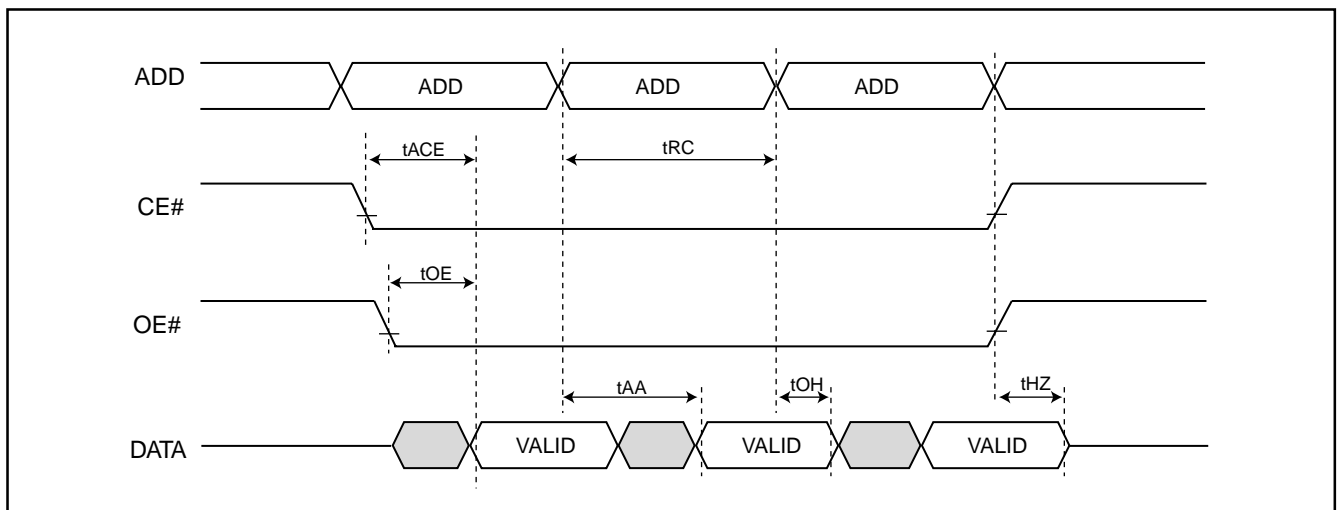 ADD ADD ADD ADD
tACE tRC
CE#
tOE
OE#
tAA tOH tHZ
DATA VALID VALID VALID